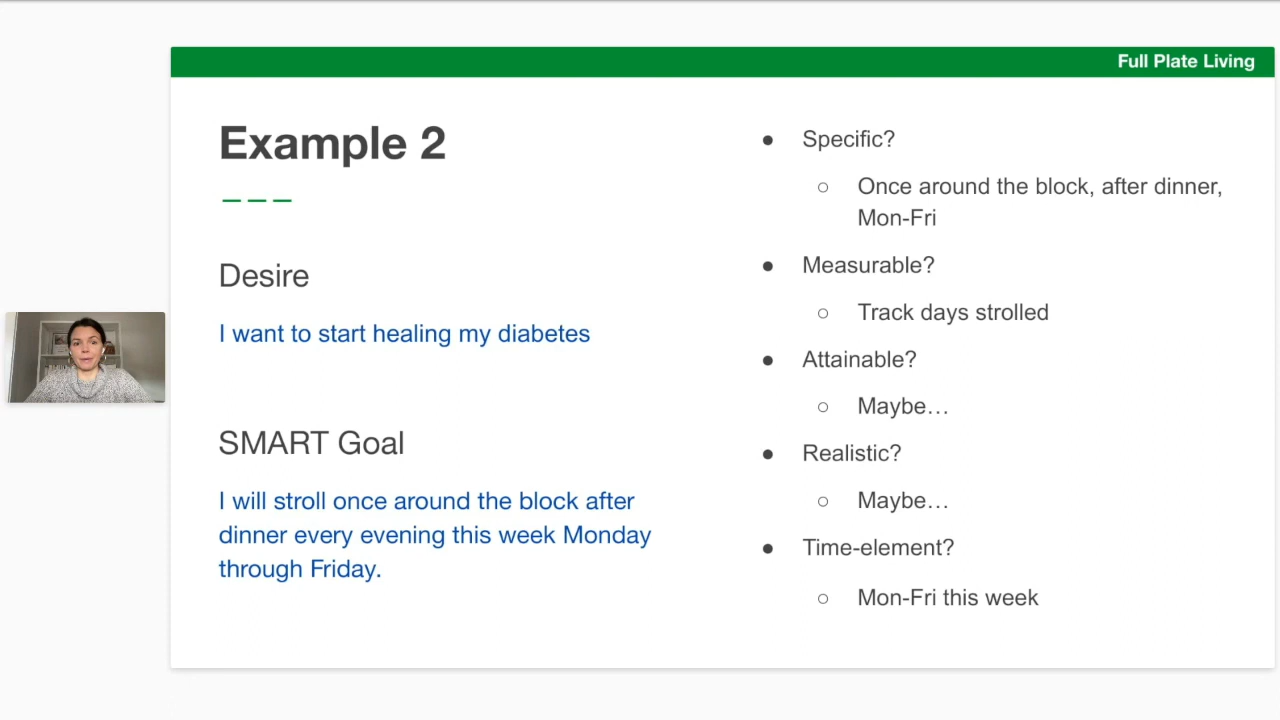 Full Plate Living
Example 2
Desire
I want to start healing my diabetes
SMART Goal
I will stroll once around the block after
dinner every evening this week Monday
through Friday.
● Specific?
○ Once around the block, after dinner,
Mon-Fri
● Measurable?
○ Track days strolled
● Attainable?
○ Maybe…
● Realistic?
○ Maybe…
● Time-element?
○ Mon-Fri this week